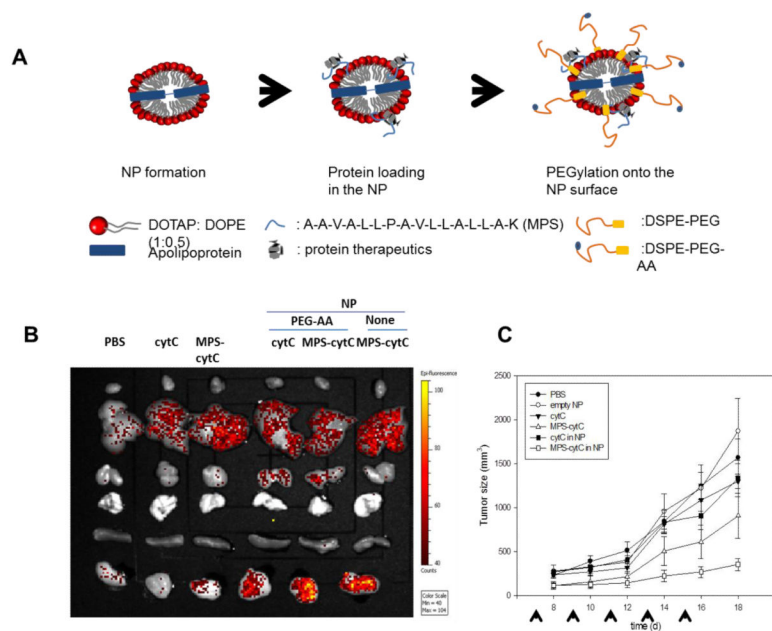 A
NP formation
Protein loading
in the NP
PEGylation onto the
NP surface
DOTAP: DOPE
(1:0,5)
Apolipoprotein
: A-A-V-A-L-L-P-A-V-L-L-A-L-L-A-K (MPS)
: protein therapeutics
:DSPE-PEG
:DSPE-PEG-
AA
B
NP
PEG-AA
None
PBS
cytC
MPS-
cytC
cytC
MPS-cytC
MPS-cytC
Epi-fluorescence
100
80
60
40
Counts
Color Scale
Min = 40
Max = 104
C
2500
2000
1500
1000
500
0
Tumor size (mm3)
PBS
empty NP
cytC
MPS-cytC
cytC in NP
MPS-cytC in NP
8
10
12
14
16
18
time (d)